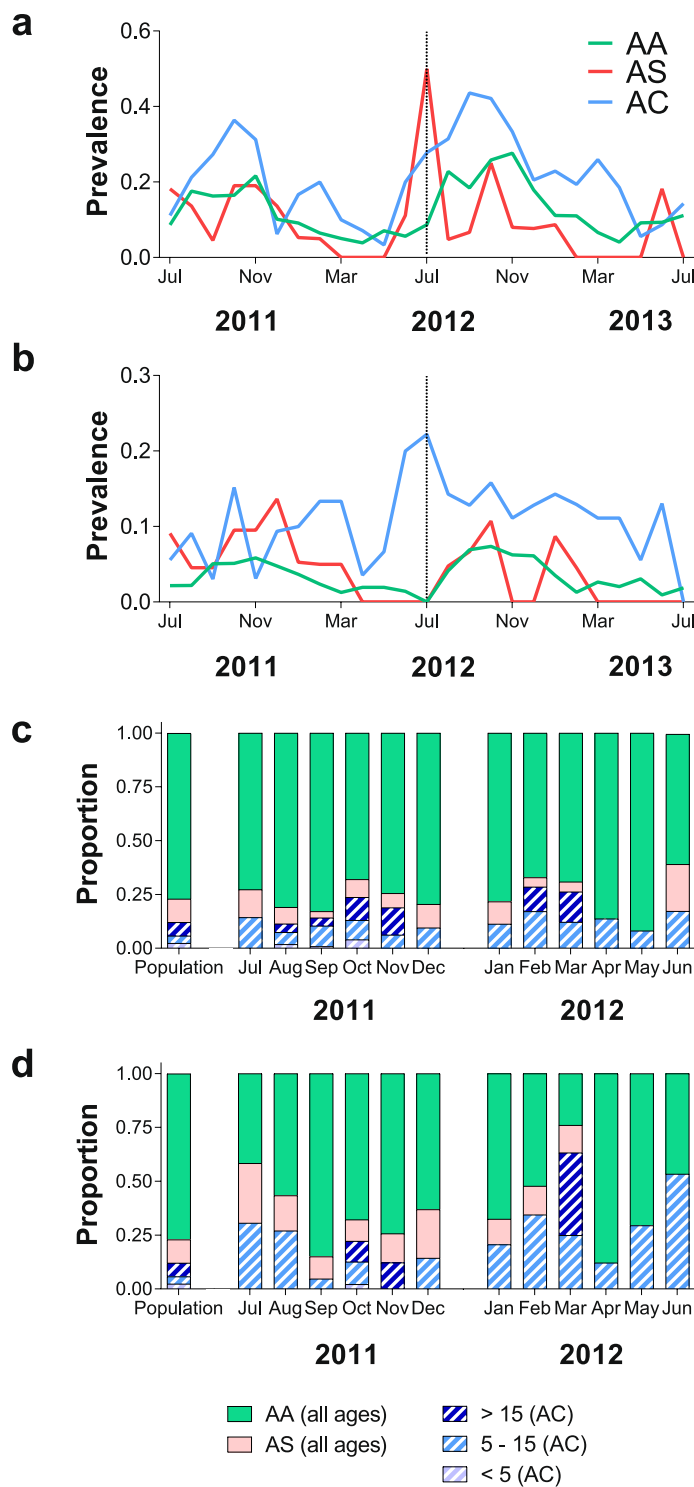 a
Prevalence
0.6
0.4
0.2
0.0
AA
AS
AC
Jul Nov Mar Jul Nov Mar Jul
2011 2012 2013
b
Prevalence
0.3
0.2
0.1
0.0
Jul Nov Mar Jul Nov Mar Jul
2011 2012 2013
c
Proportion
1.00
0.75
0.50
0.25
0.00
Population Jul Aug Sep Oct Nov Dec Jan Feb Mar Apr May Jun
2011 2012
d
Proportion
1.00
0.75
0.50
0.25
0.00
Population Jul Aug Sep Oct Nov Dec Jan Feb Mar Apr May Jun
2011 2012
AA (all ages)
AS (all ages)
> 15 (AC)
5 - 15 (AC)
< 5 (AC)